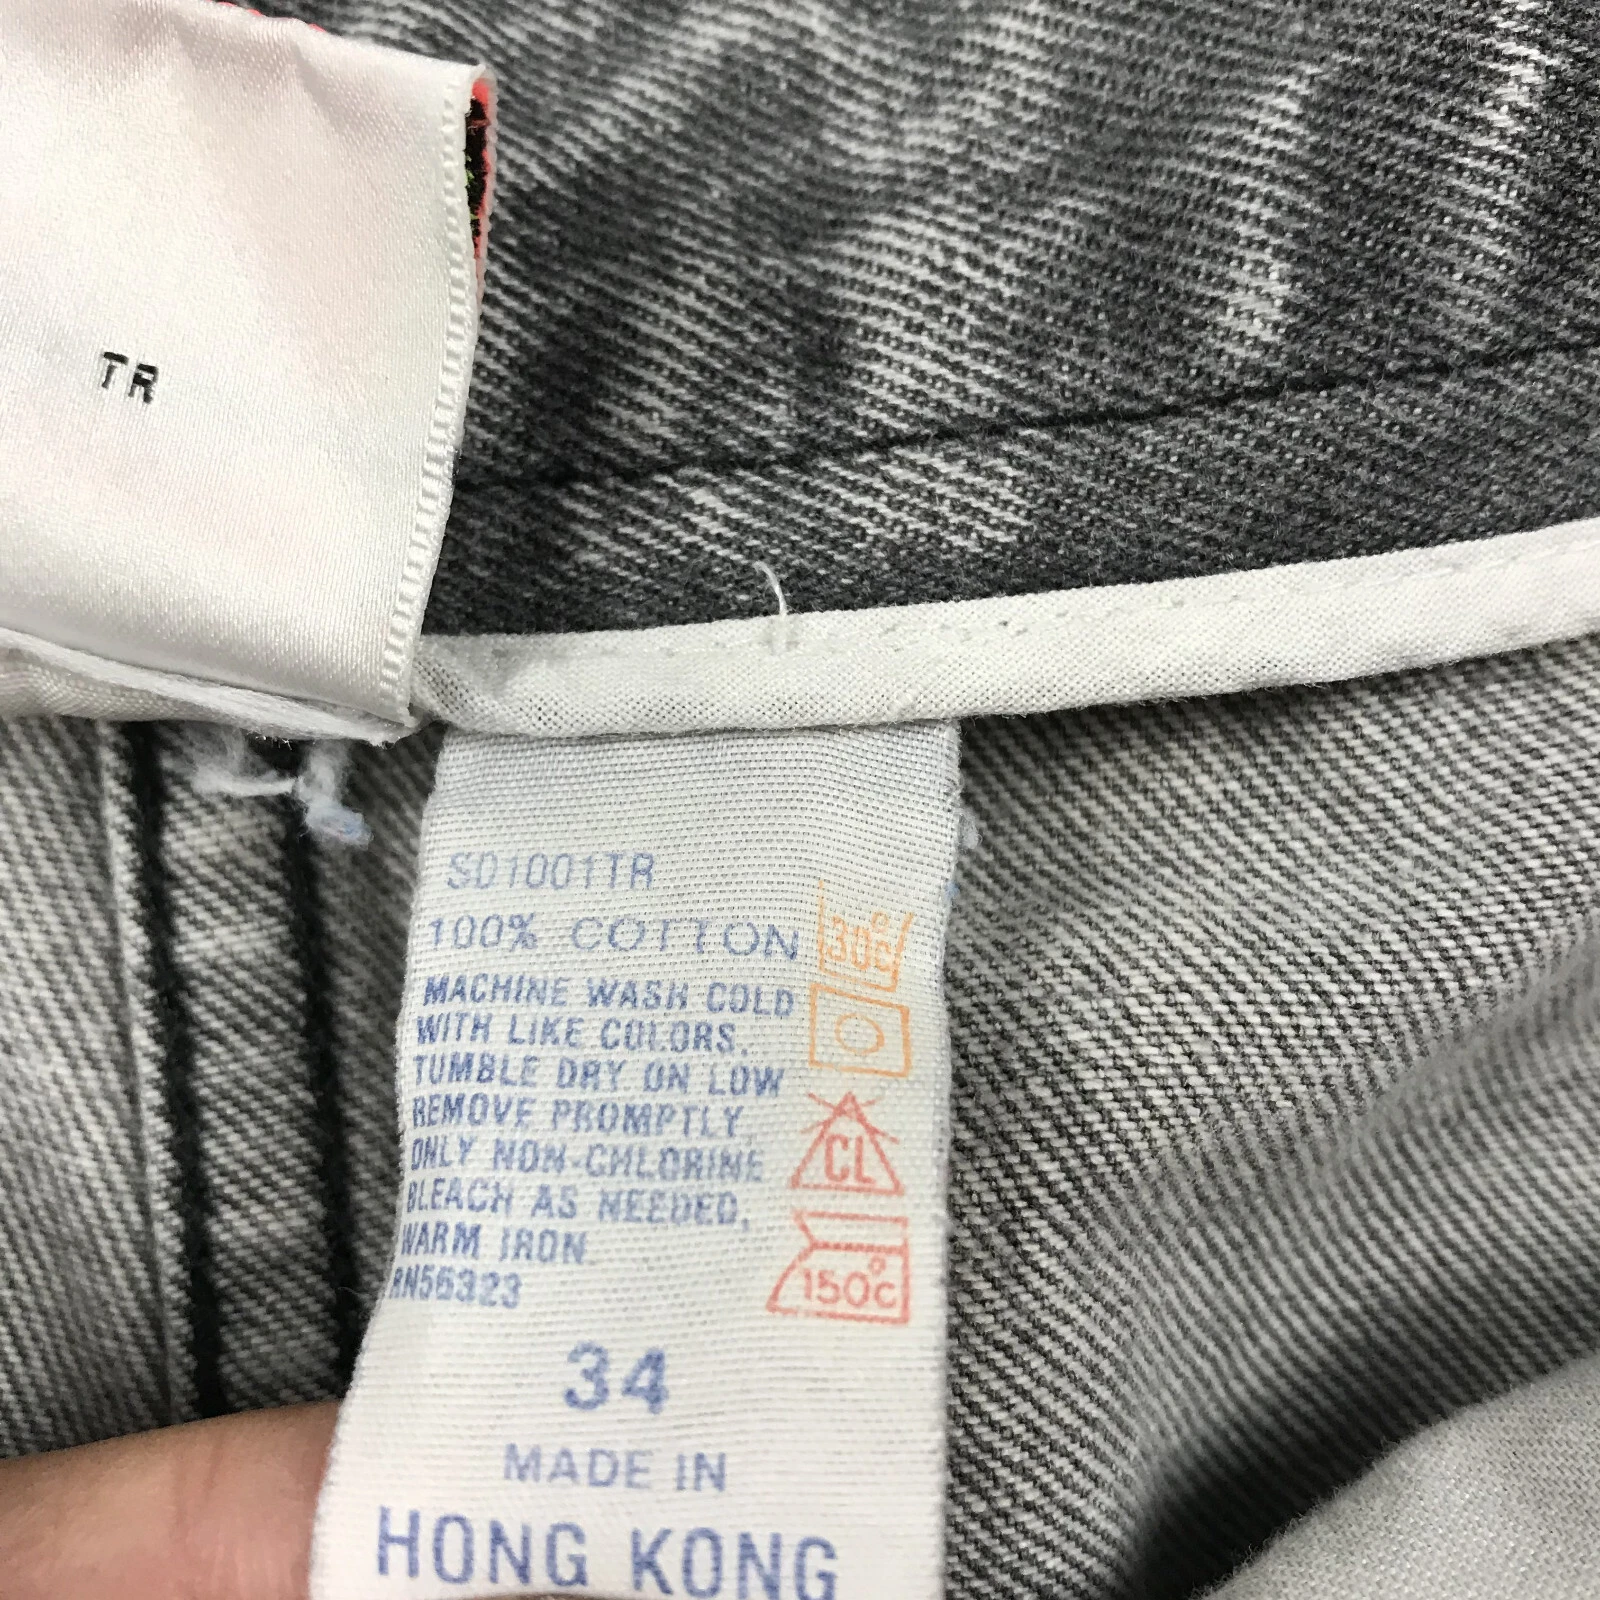 TR
SD1001TR
100% COTTON
30°C
MACHINE WASH COLD
WITH LIKE COLORS.
TUMBLE DRY ON LOW
REMOVE PROMPTLY.
ONLY NON-CHLORINE
CL
BLEACH AS NEEDED.
WARM IRON
150°C
RN56323
34
MADE IN
HONG KONG